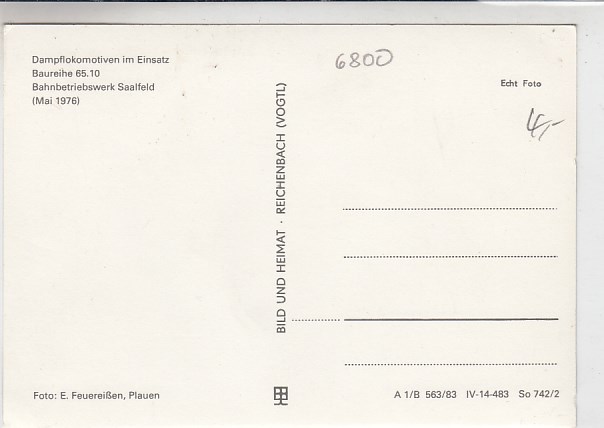 Dampflokomotiven im Einsatz
Baureihe 65.10
Bahnbetriebswerk Saalfeld
(Mai 1976)
6800
Echt Foto
4,-
BILD UND HEIMAT · REICHENBACH (VOGTL)
Foto: E. Feuereißen, Plauen
A 1/B 563/83 IV-14-483 So 742/2